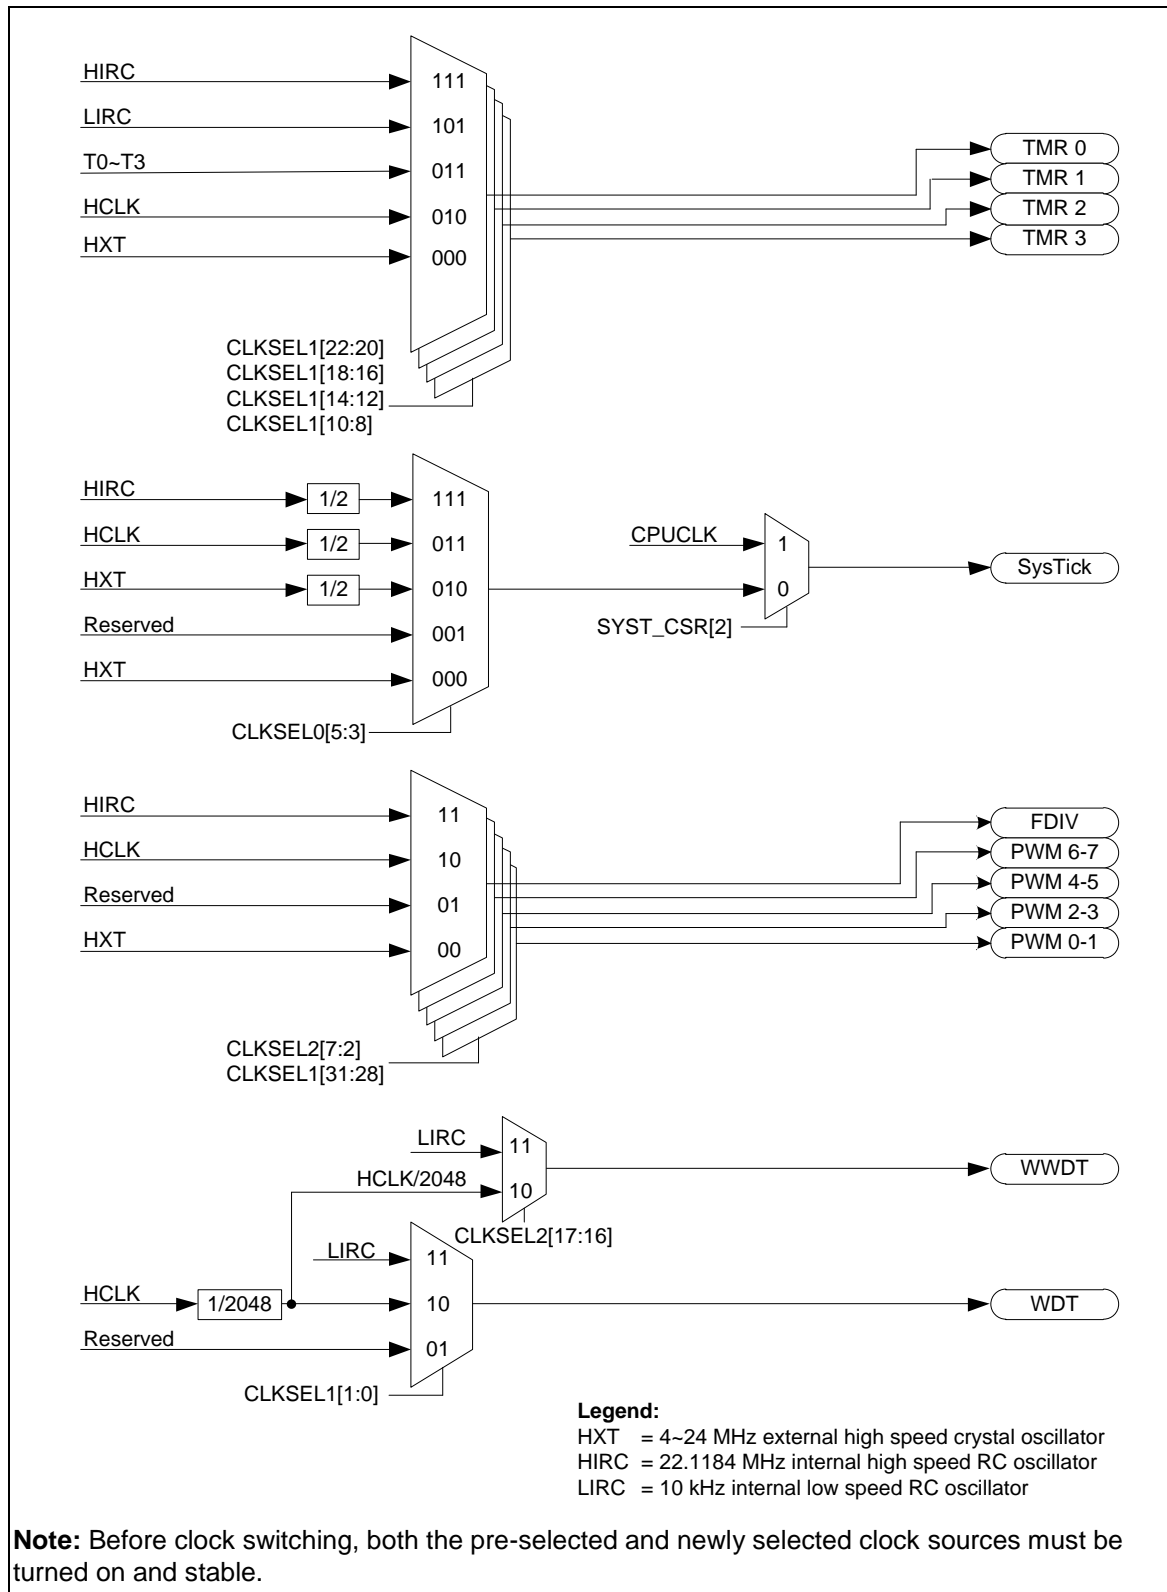 HIRC
111
LIRC
101
T0~T3
011
HCLK
010
HXT
000
TMR 0
TMR 1
TMR 2
TMR 3
CLKSEL1[22:20]
CLKSEL1[18:16]
CLKSEL1[14:12]
CLKSEL1[10:8]
HIRC
1/2
111
HCLK
1/2
011
HXT
1/2
010
Reserved
001
HXT
000
CLKSEL0[5:3]
CPUCLK
1
0
SYST_CSR[2]
SysTick
HIRC
11
HCLK
10
Reserved
01
HXT
00
FDIV
PWM 6-7
PWM 4-5
PWM 2-3
PWM 0-1
CLKSEL2[7:2]
CLKSEL1[31:28]
LIRC
11
HCLK/2048
10
CLKSEL2[17:16]
WWDT
LIRC
11
HCLK
1/2048
10
Reserved
01
CLKSEL1[1:0]
WDT
Legend:
HXT = 4~24 MHz external high speed crystal oscillator
HIRC = 22.1184 MHz internal high speed RC oscillator
LIRC = 10 kHz internal low speed RC oscillator
Note: Before clock switching, both the pre-selected and newly selected clock sources must be
turned on and stable.